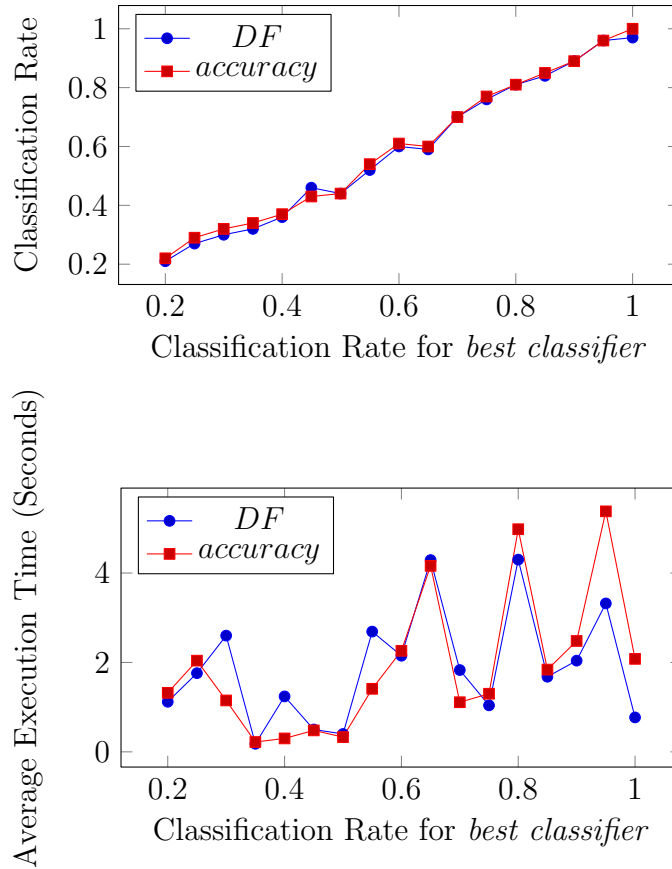 Classification Rate
1
0.8
0.6
0.4
0.2
DF
accuracy
0.2 0.4 0.6 0.8 1
Classification Rate for best classifier
Average Execution Time (Seconds)
4
2
0
DF
accuracy
0.2 0.4 0.6 0.8 1
Classification Rate for best classifier